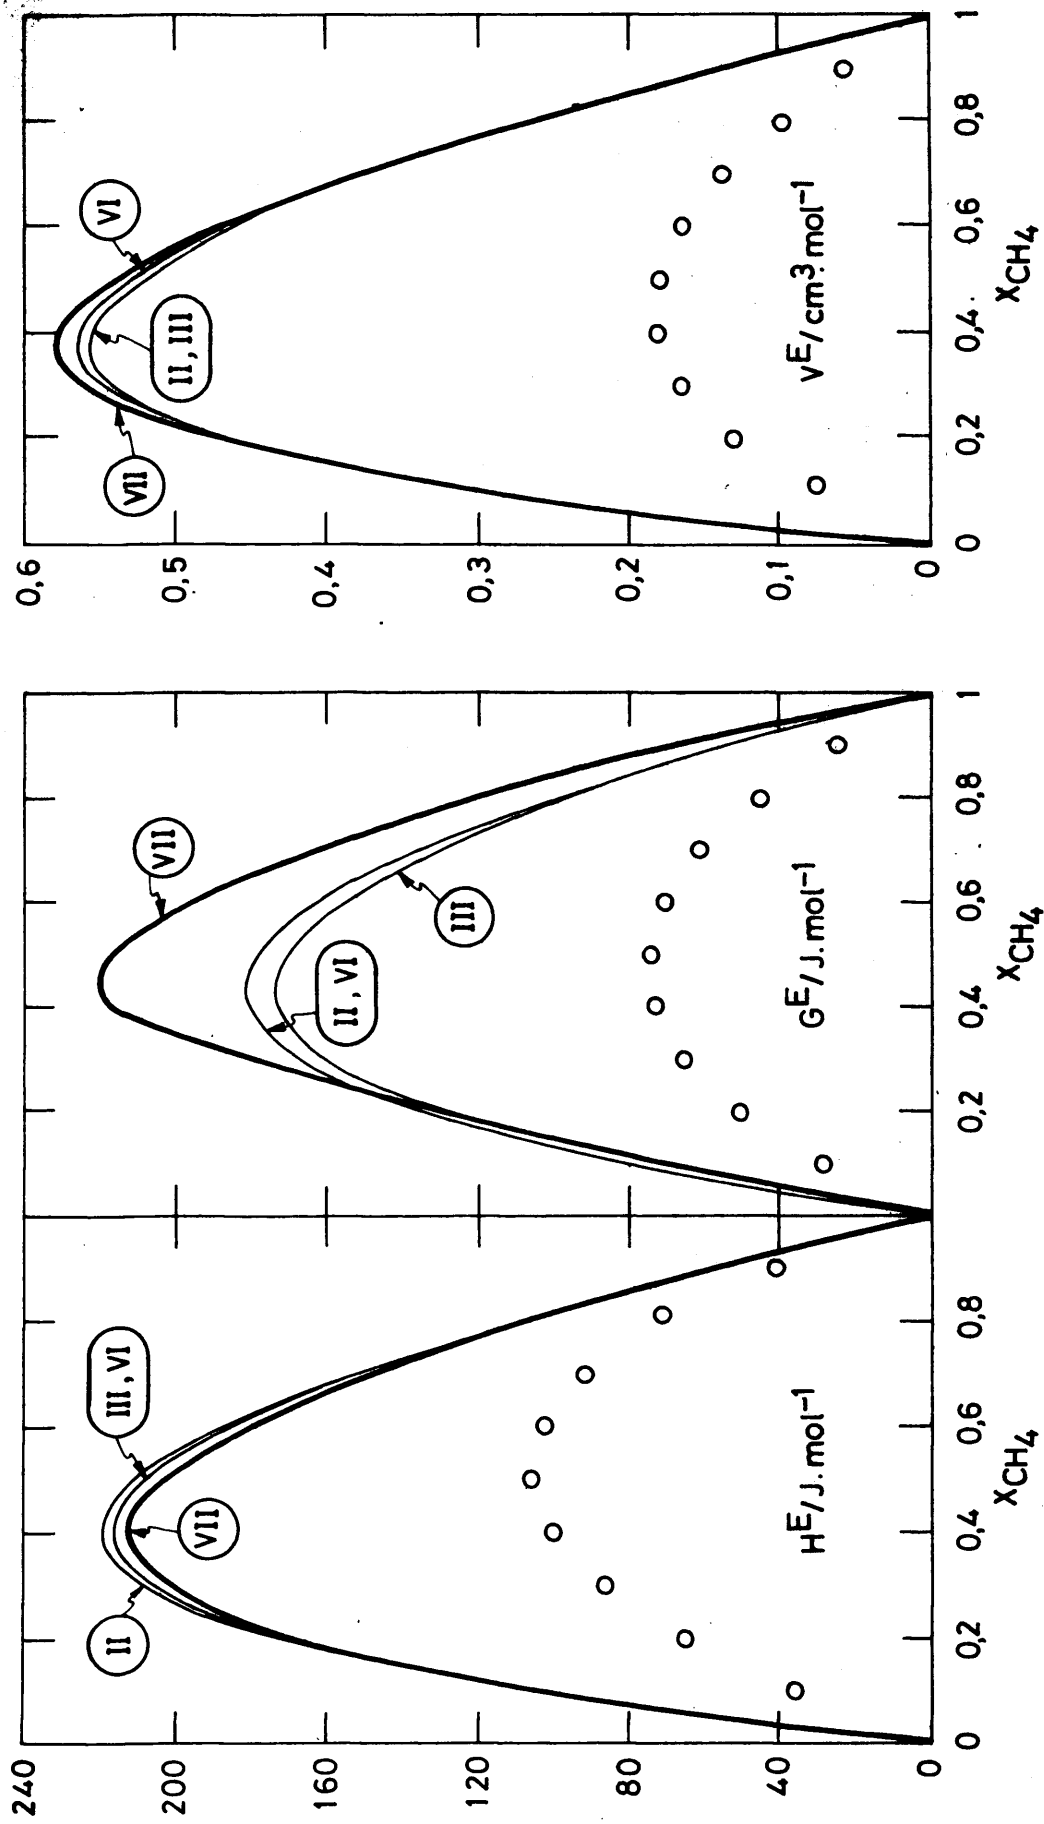 240
200
160
120
80
40
0
II
VII
III, VI
H^E/J.mol^-1
0
0,2
0,4
0,6
0,8
X_CH4
VII
II, VI
III
G^E/J.mol^-1
0,2
0,4
0,6
0,8
1
X_CH4
0,6
0,5
0,4
0,3
0,2
0,1
0
VII
VI
II, III
V^E/cm^3.mol^-1
0
0,2
0,4
0,6
0,8
1
X_CH4